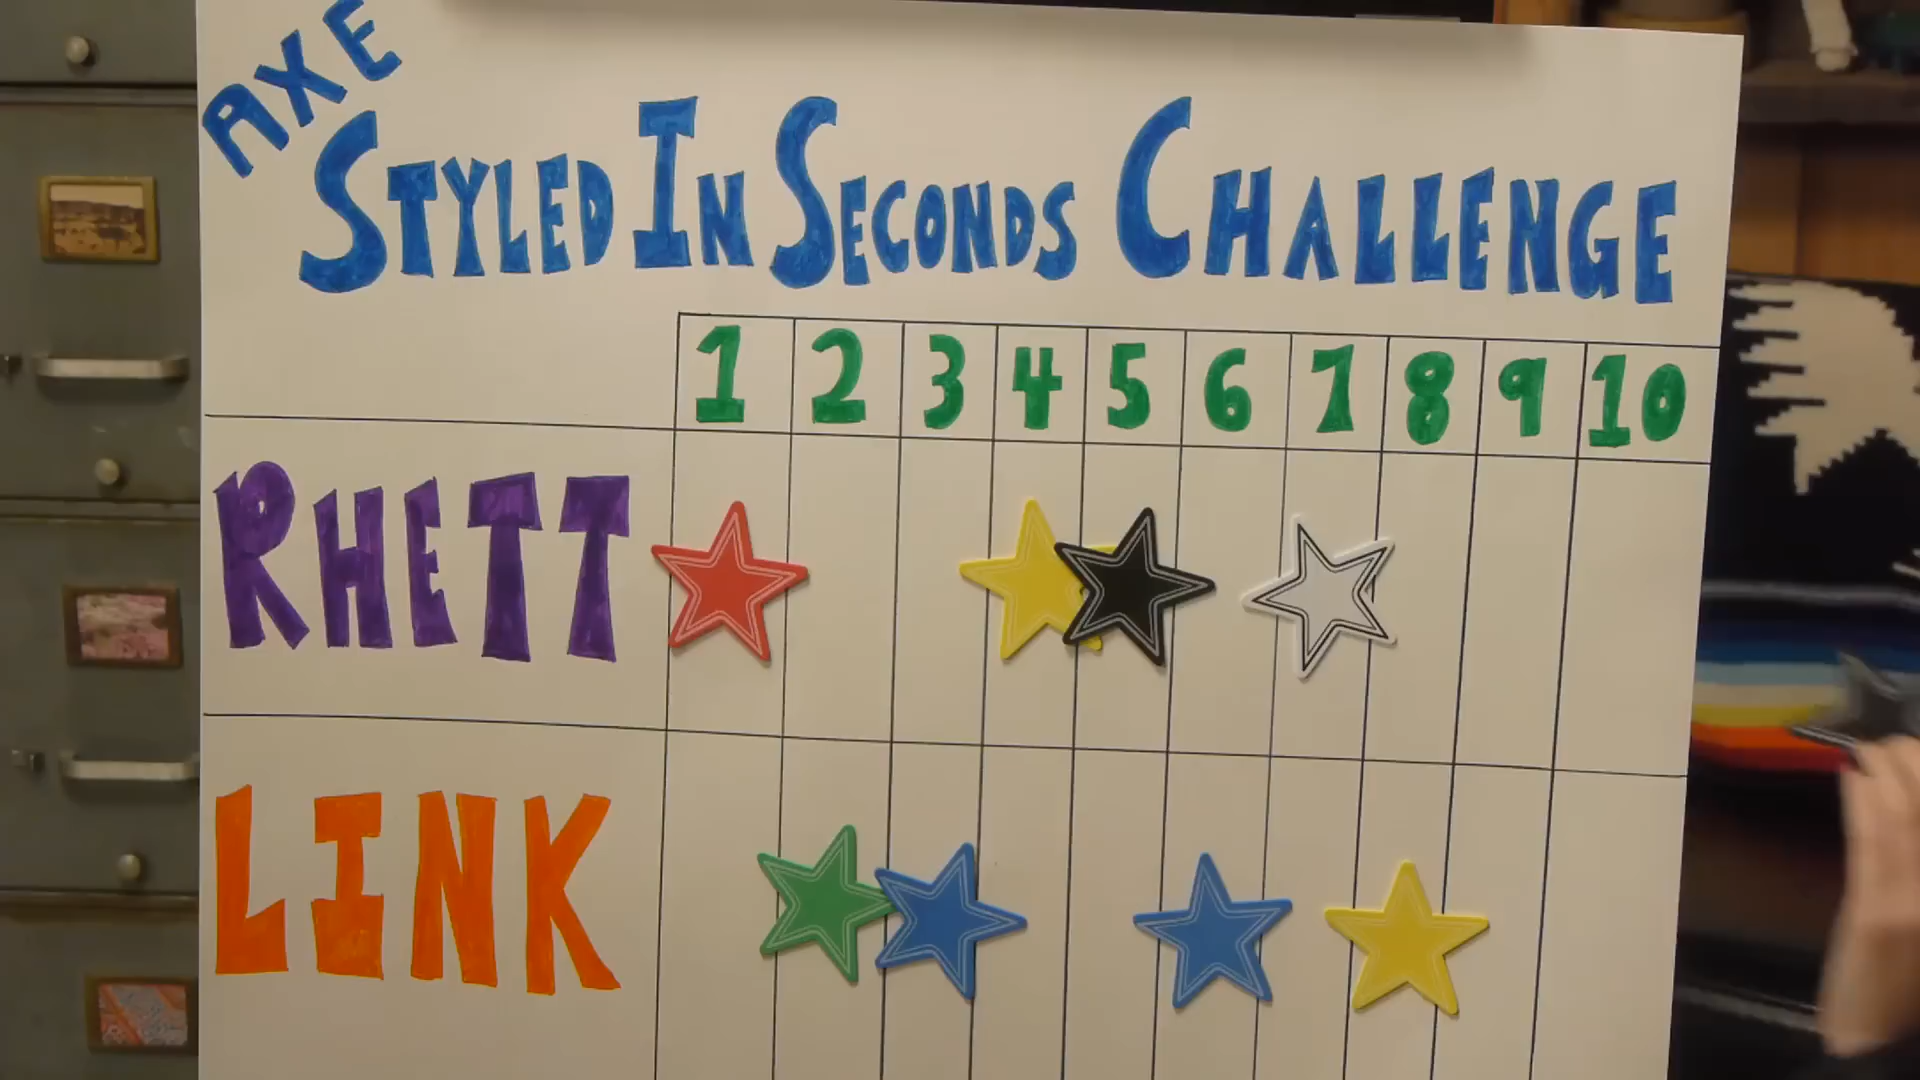 AXE
STYLED IN SECONDS CHALLENGE
1 2 3 4 5 6 7 8 9 10
RHETT
LINK